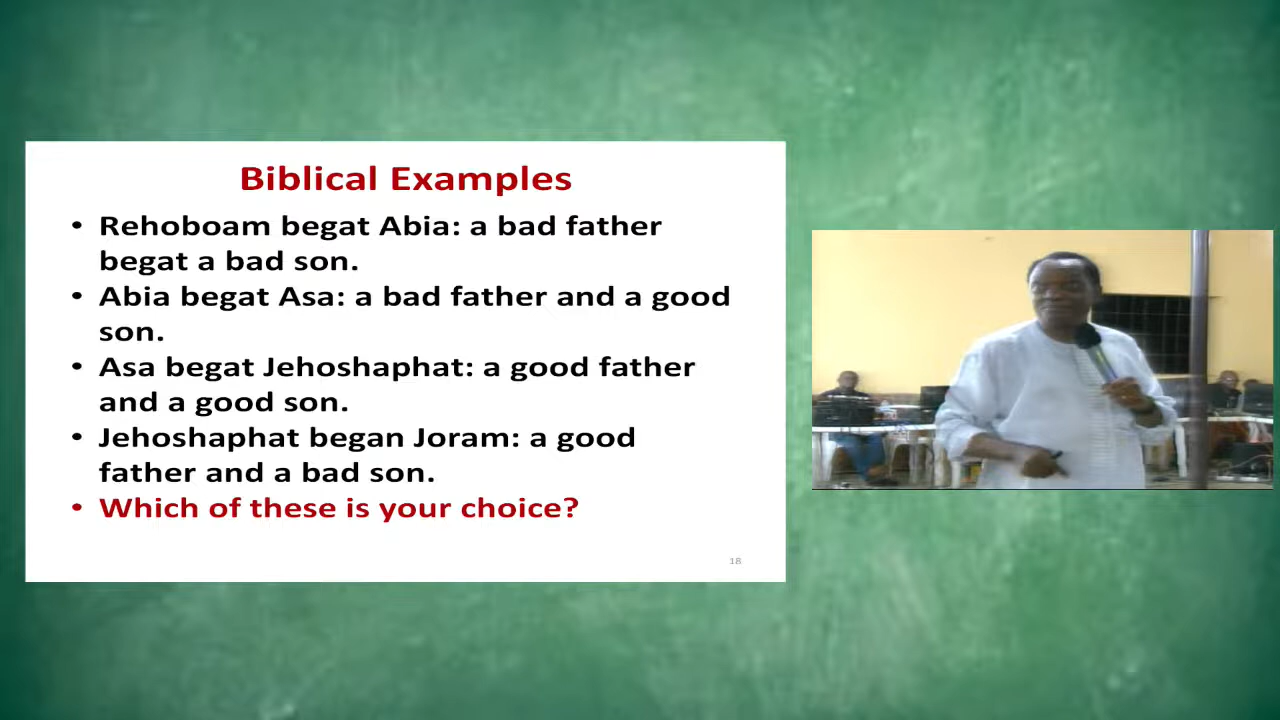 Biblical Examples
• Rehoboam begat Abia: a bad father
begat a bad son.
• Abia begat Asa: a bad father and a good
son.
• Asa begat Jehoshaphat: a good father
and a good son.
• Jehoshaphat began Joram: a good
father and a bad son.
• Which of these is your choice?
18